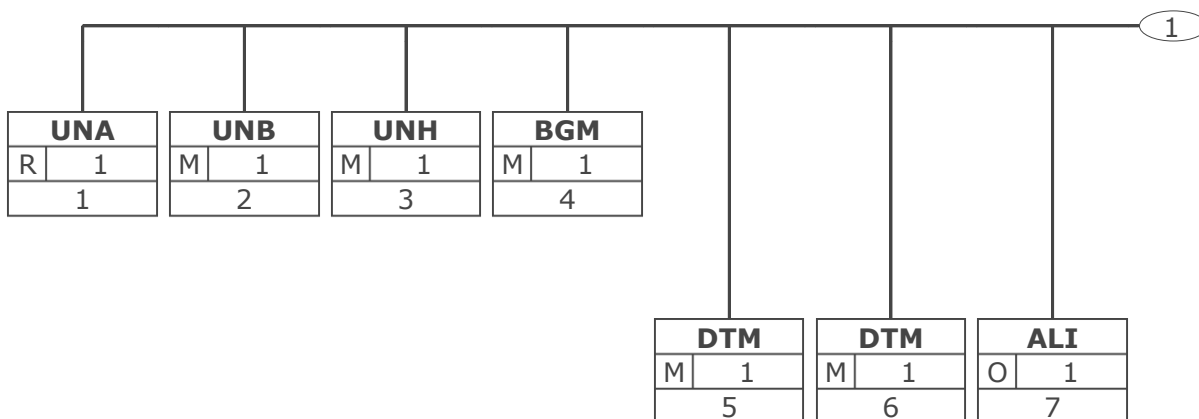 1
UNA UNB UNH BGM
R 1 M 1 M 1 M 1
1 2 3 4
DTM DTM ALI
M 1 M 1 O 1
5 6 7